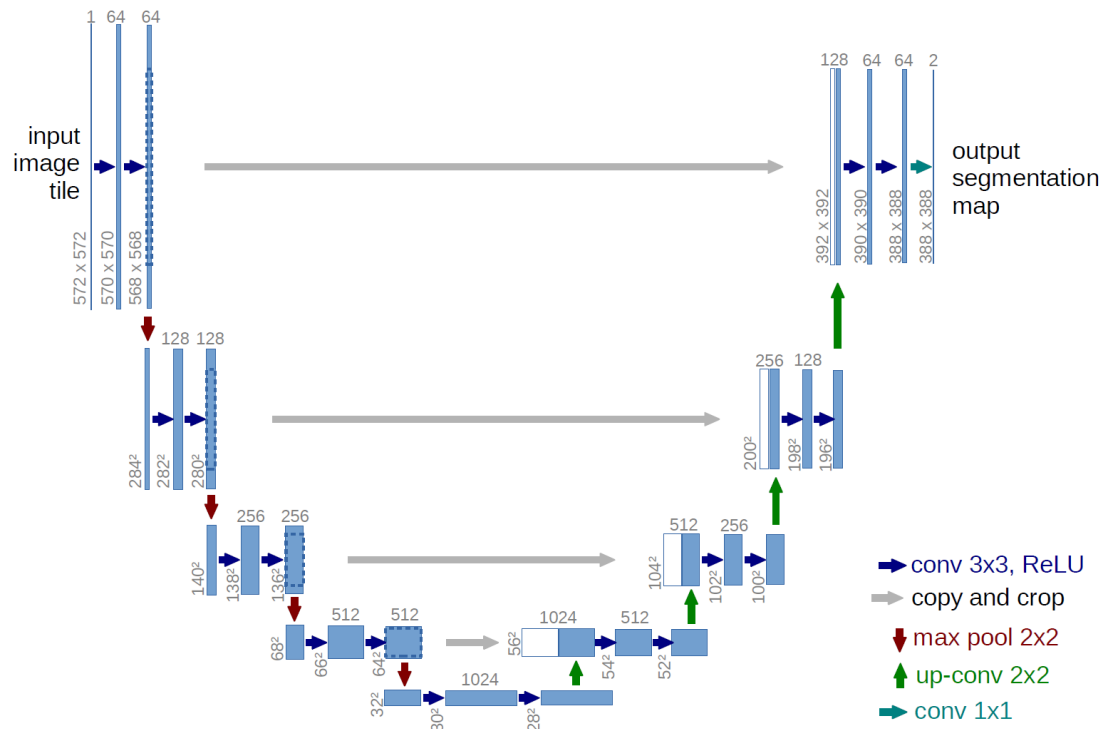 1 64 64
128 64 64 2
input
image
tile
output
segmentation
map
572 x 572
570 x 570
568 x 568
392 x 392
390 x 390
388 x 388
388 x 388
128 128
256 128
284²
282²
280²
200²
198²
196²
256 256
512 256
140²
138²
136²
104²
102²
100²
512 512
1024 512
68²
66²
64²
56²
54²
52²
1024
32²
30²
28²
conv 3x3, ReLU
copy and crop
max pool 2x2
up-conv 2x2
conv 1x1